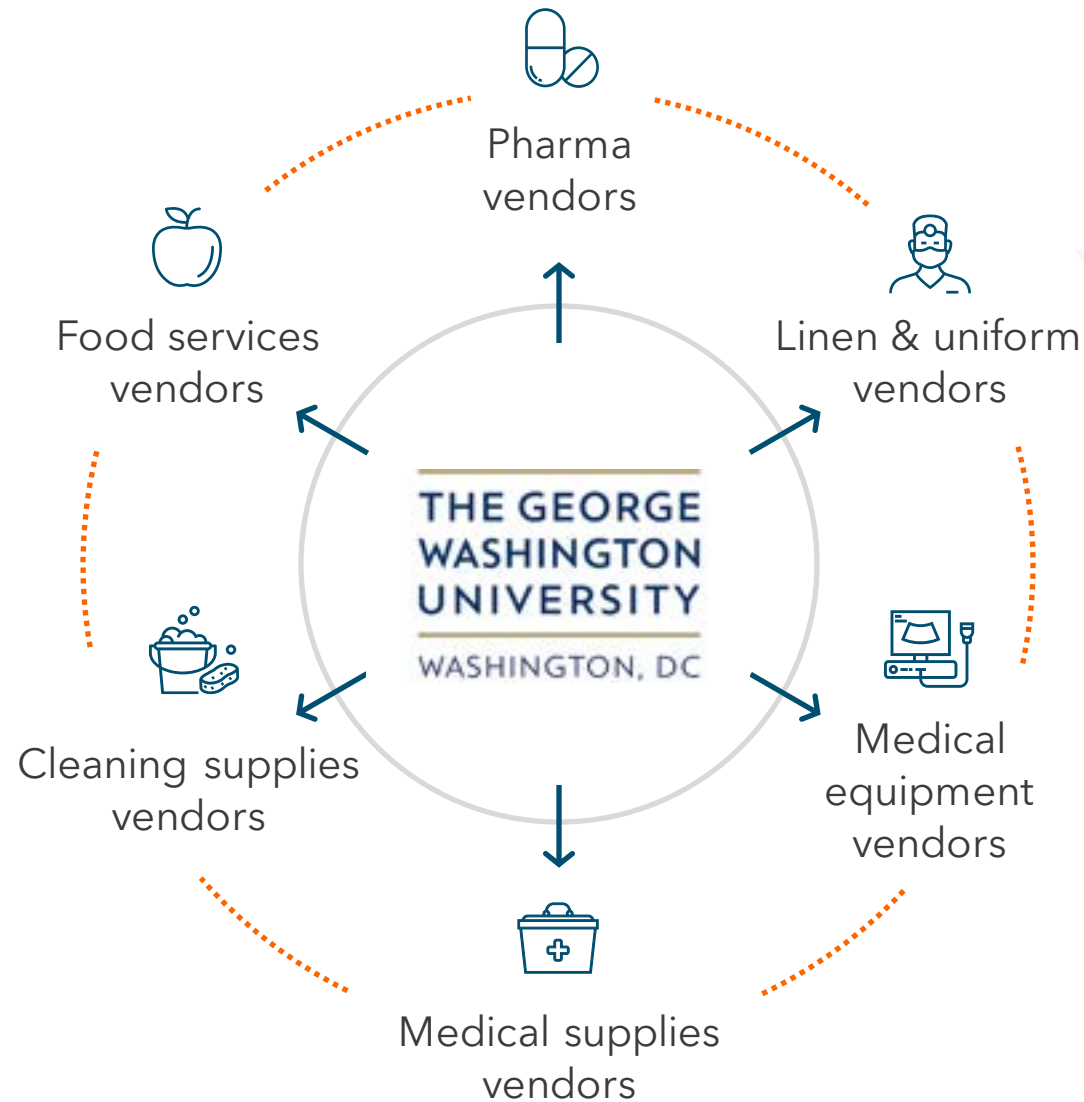 Pharma
vendors
Food services
vendors
Linen & uniform
vendors
THE GEORGE
WASHINGTON
UNIVERSITY
WASHINGTON, DC
Cleaning supplies
vendors
Medical
equipment
vendors
Medical supplies
vendors